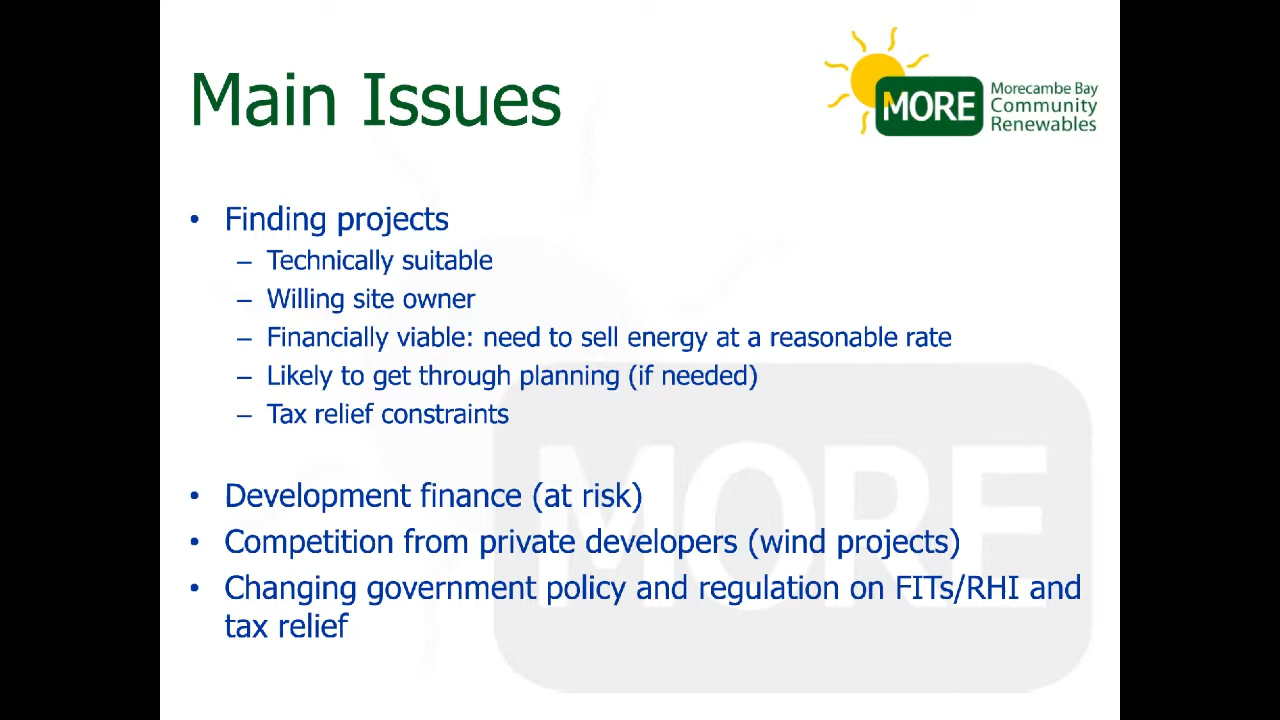 Main Issues
MORE
Morecambe Bay
Community
Renewables
• Finding projects
– Technically suitable
– Willing site owner
– Financially viable: need to sell energy at a reasonable rate
– Likely to get through planning (if needed)
– Tax relief constraints
• Development finance (at risk)
• Competition from private developers (wind projects)
• Changing government policy and regulation on FITs/RHI and
tax relief
MORE